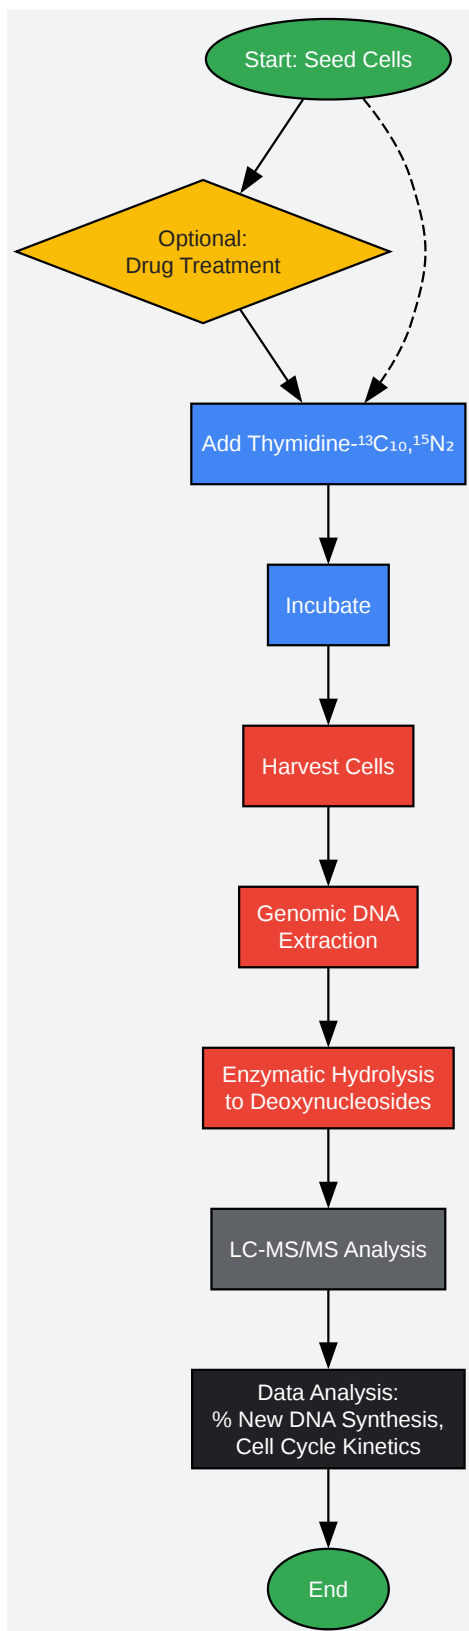 Start: Seed Cells
Optional:
Drug Treatment
Add Thymidine-¹³C₁₀,¹⁵N₂
Incubate
Harvest Cells
Genomic DNA
Extraction
Enzymatic Hydrolysis
to Deoxynucleosides
LC-MS/MS Analysis
Data Analysis:
% New DNA Synthesis,
Cell Cycle Kinetics
End